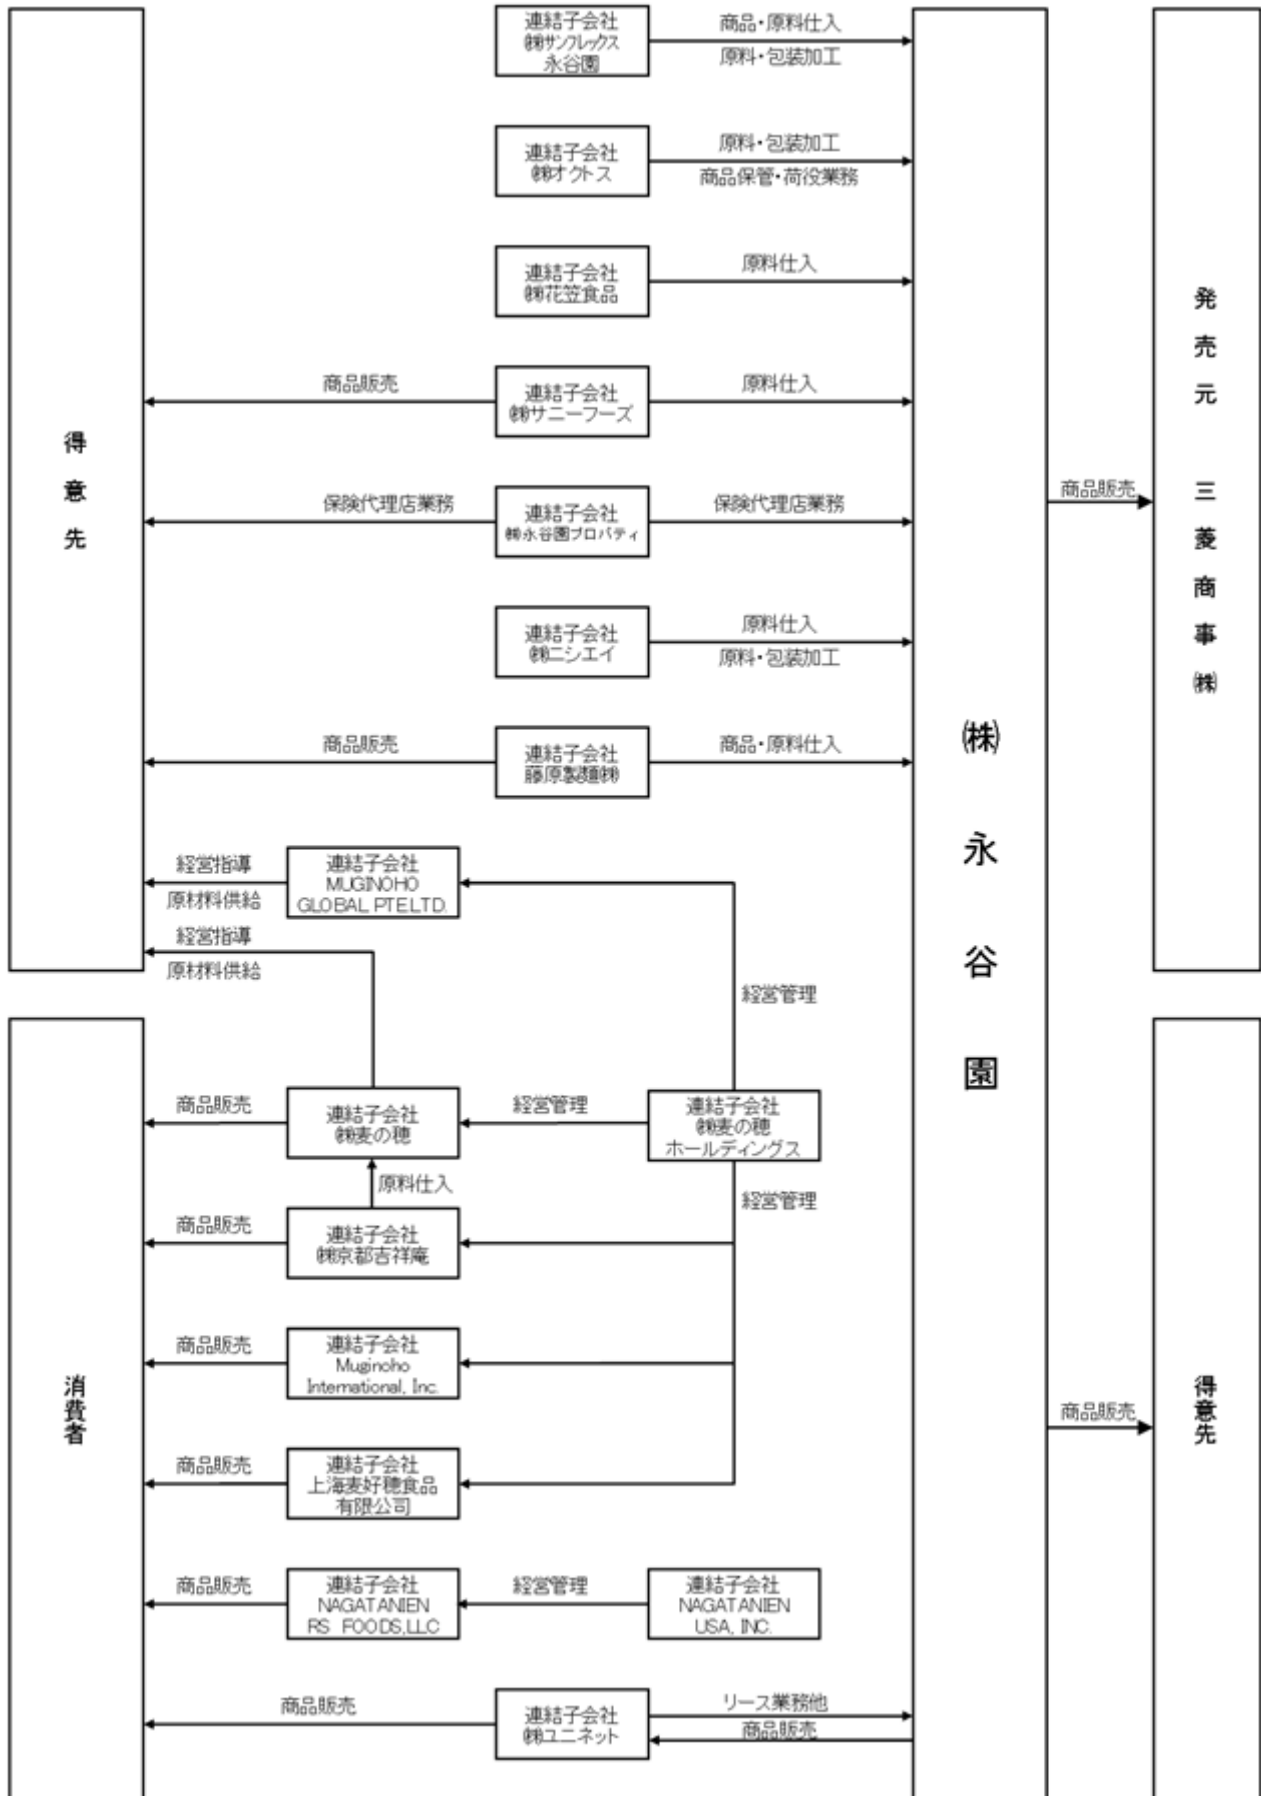 連結子会社
㈱サンフレックス
永谷園
商品・原料仕入
原料・包装加工
連結子会社
㈱オクトス
原料・包装加工
商品保管・荷役業務
連結子会社
㈱花笠食品
原料仕入
商品販売
連結子会社
㈱サニーフーズ
原料仕入
保険代理店業務
連結子会社
㈱永谷園プロパティ
保険代理店業務
連結子会社
㈱ニシエイ
原料仕入
原料・包装加工
商品販売
連結子会社
藤原製麺㈱
商品・原料仕入
得意先
㈱永谷園
商品販売
発売元 三菱商事㈱
経営指導
原材料供給
連結子会社
MUGINOHO
GLOBAL PTE.LTD.
経営指導
原材料供給
経営管理
商品販売
連結子会社
㈱麦の穂
経営管理
連結子会社
㈱麦の穂
ホールディングス
原料仕入
経営管理
商品販売
連結子会社
㈱京都吉祥庵
商品販売
連結子会社
Muginoho
International, Inc.
商品販売
連結子会社
上海麦好穂食品
有限公司
消費者
商品販売
得意先
商品販売
連結子会社
NAGATANIEN
RS FOODS,LLC
経営管理
連結子会社
NAGATANIEN
USA, INC.
商品販売
連結子会社
㈱ユニネット
リース業務他
商品販売